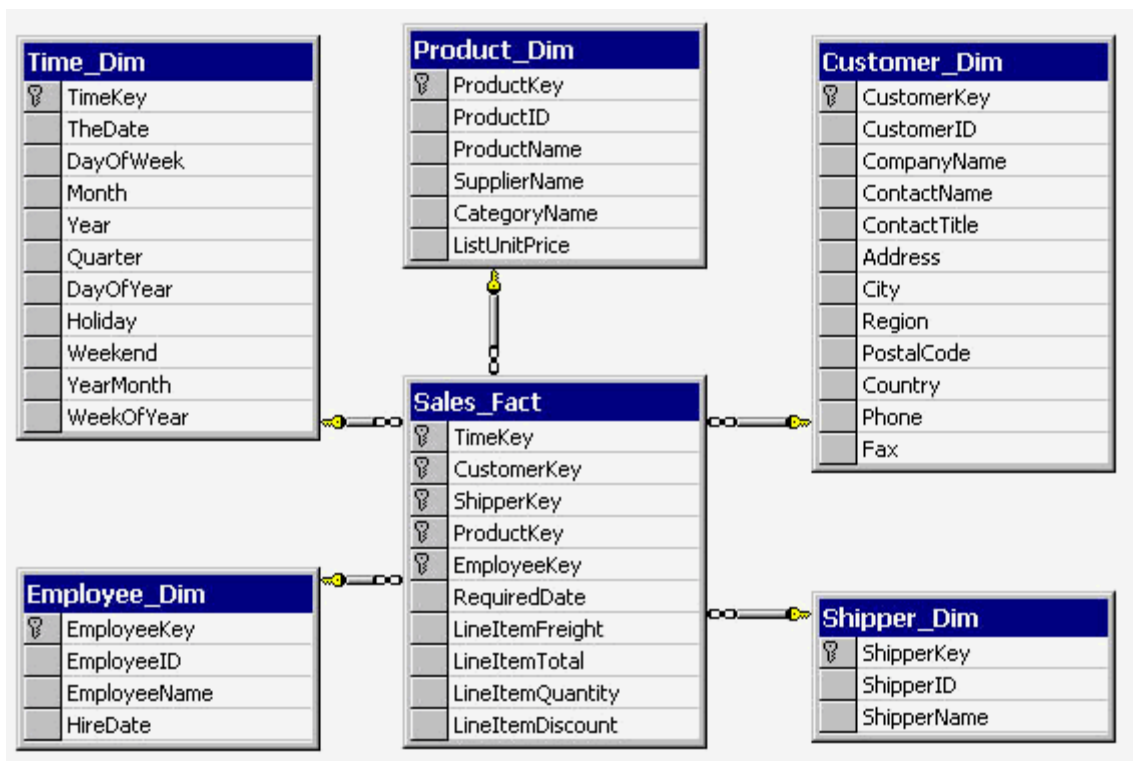 Time_Dim
TimeKey
TheDate
DayOfWeek
Month
Year
Quarter
DayOfYear
Holiday
Weekend
YearMonth
WeekOfYear
Product_Dim
ProductKey
ProductID
ProductName
SupplierName
CategoryName
ListUnitPrice
Customer_Dim
CustomerKey
CustomerID
CompanyName
ContactName
ContactTitle
Address
City
Region
PostalCode
Country
Phone
Fax
Sales_Fact
TimeKey
CustomerKey
ShipperKey
ProductKey
EmployeeKey
RequiredDate
LineItemFreight
LineItemTotal
LineItemQuantity
LineItemDiscount
Employee_Dim
EmployeeKey
EmployeeID
EmployeeName
HireDate
Shipper_Dim
ShipperKey
ShipperID
ShipperName